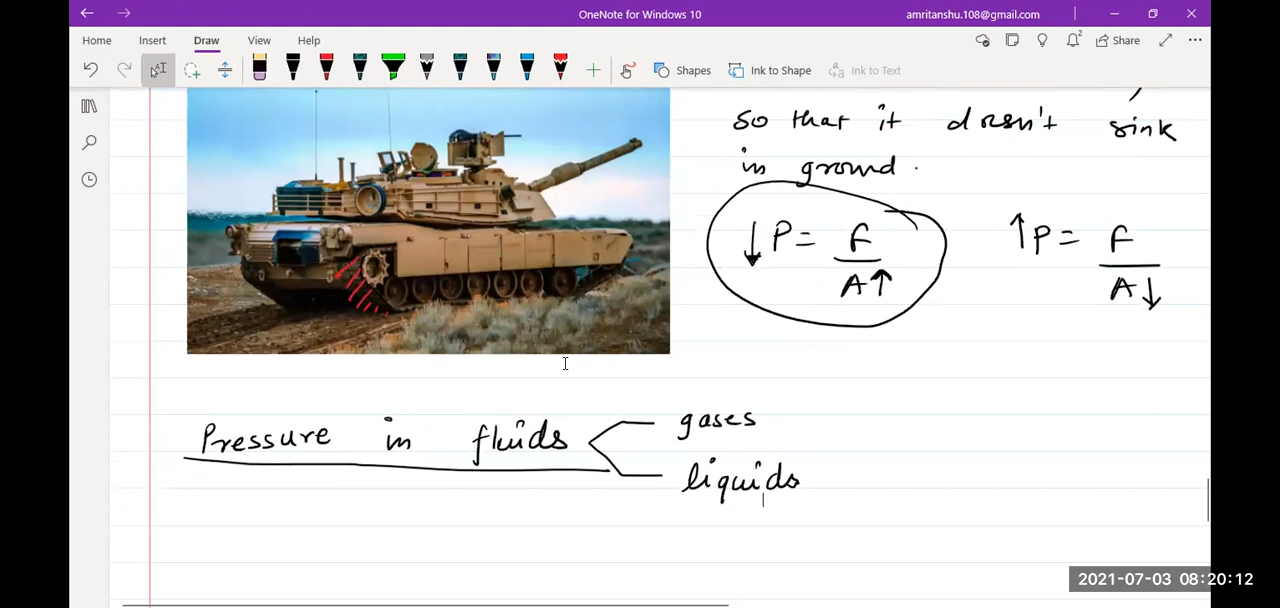 OneNote for Windows 10
amritanshu.108@gmail.com
Home Insert Draw View Help
2 Share
Shapes Ink to Shape Ink to Text
so that it doesn't sink
in ground.
↓ P = F / A↑
↑ P = F / A↓
Pressure in fluids
gases
liquids
2021-07-03 08:20:12